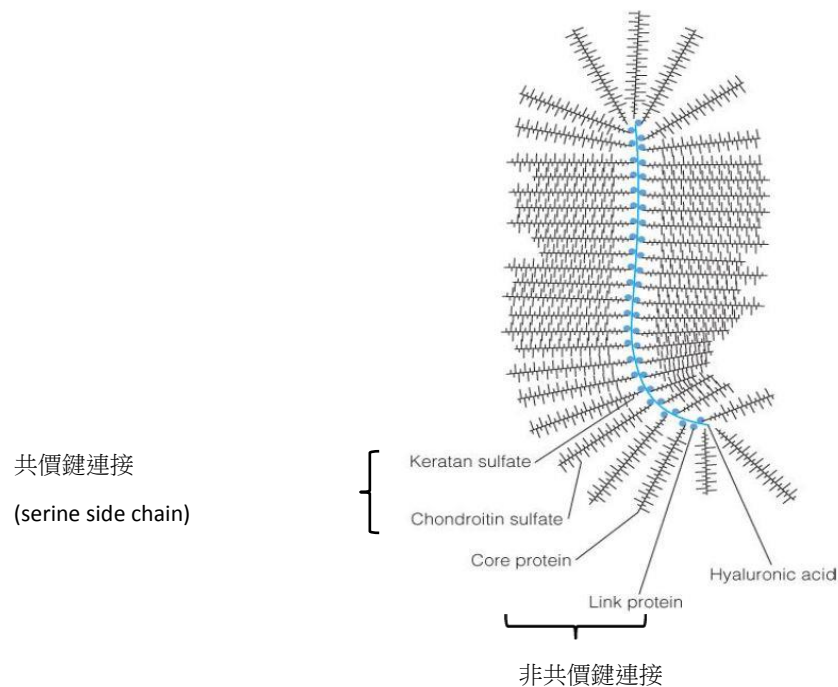 共價鍵連接
(serine side chain)
Keratan sulfate
Chondroitin sulfate
Core protein
Link protein
Hyaluronic acid
非共價鍵連接